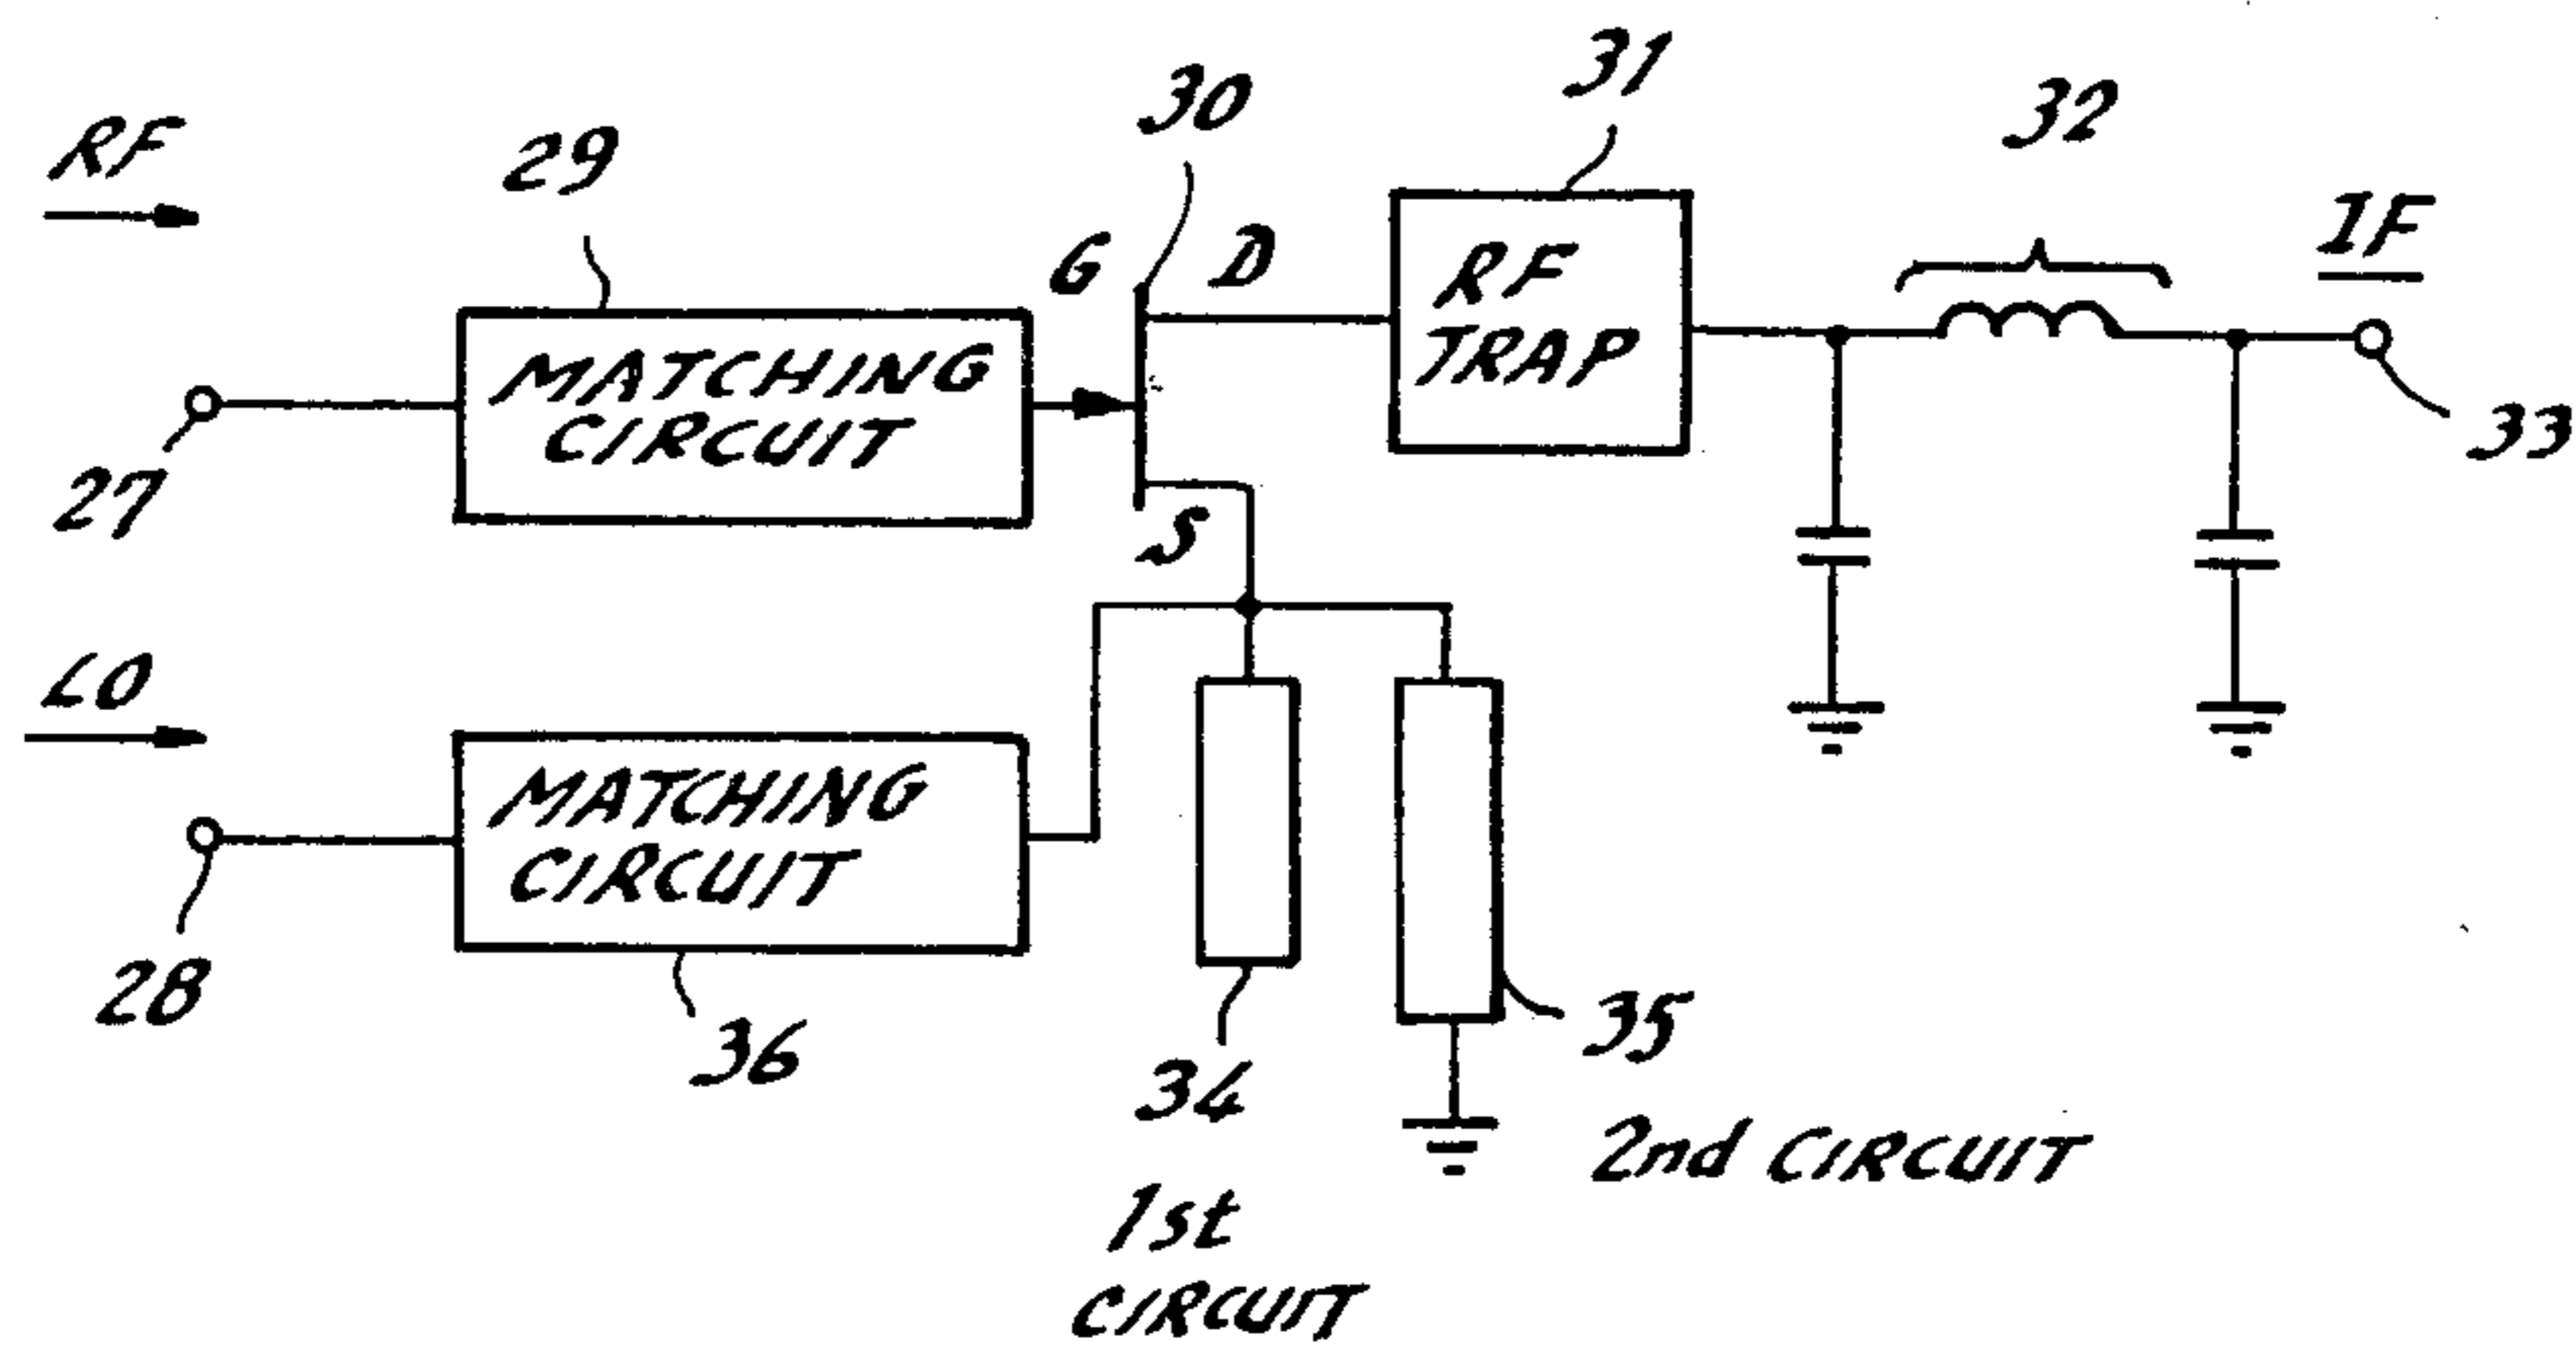 RF
29
30
31
32
IF
G
D
MATCHING
CIRCUIT
RF
TRAP
27
S
33
LO
MATCHING
CIRCUIT
28
36
34
35
1st
CIRCUIT
2nd CIRCUIT